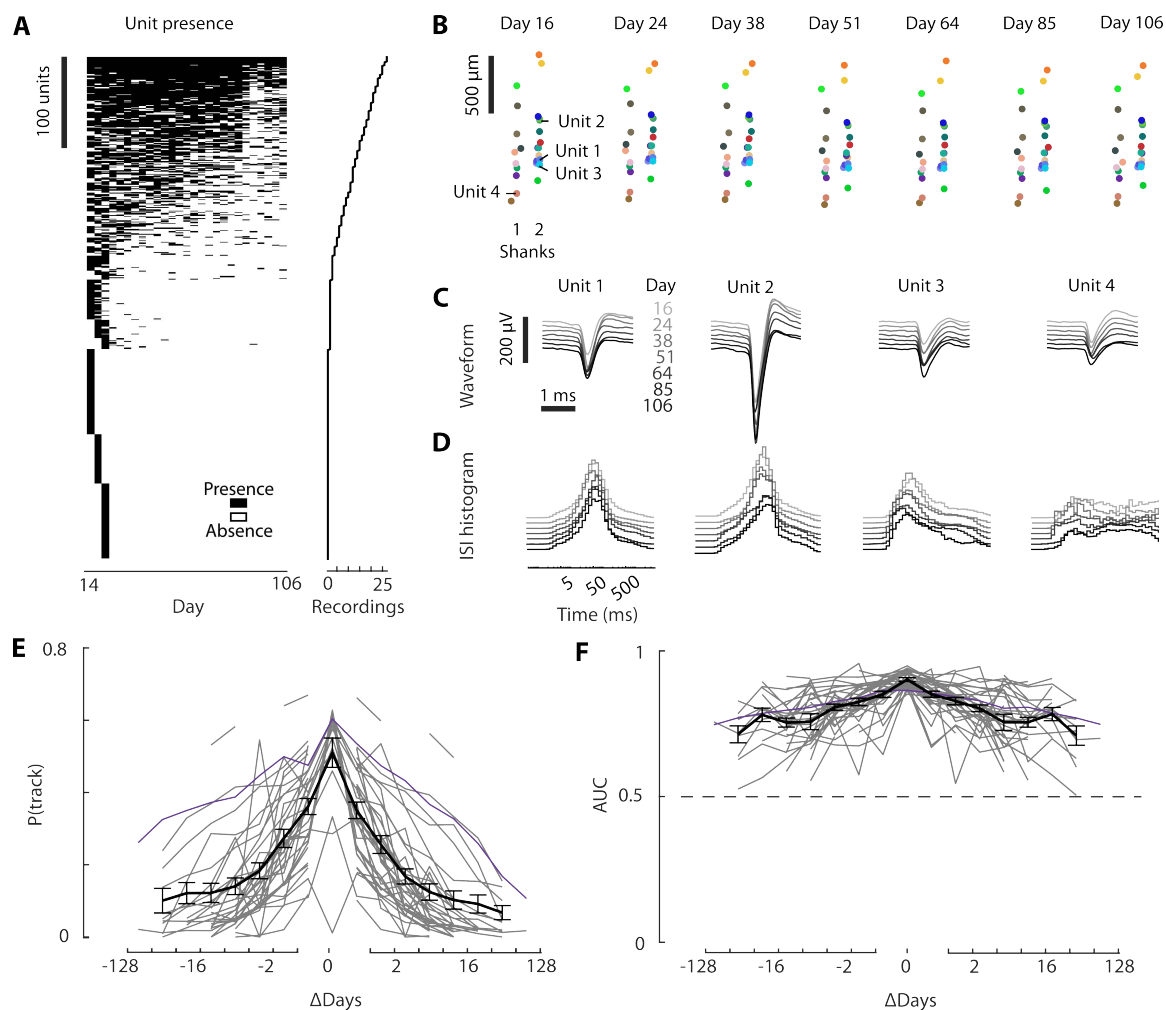 A
Unit presence
100 units
Presence
Absence
14
106
Day
0
25
Recordings
B
Day 16
Day 24
Day 38
Day 51
Day 64
Day 85
Day 106
500 µm
Unit 2
Unit 1
Unit 3
Unit 4
1 2
Shanks
C
Unit 1
Day
Unit 2
Unit 3
Unit 4
16
24
38
51
64
85
106
200 µV
Waveform
1 ms
D
ISI histogram
5 50 500
Time (ms)
E
0.8
P(track)
0
-128 -16 -2 0 2 16 128
ΔDays
F
1
AUC
0.5
0
-128 -16 -2 0 2 16 128
ΔDays